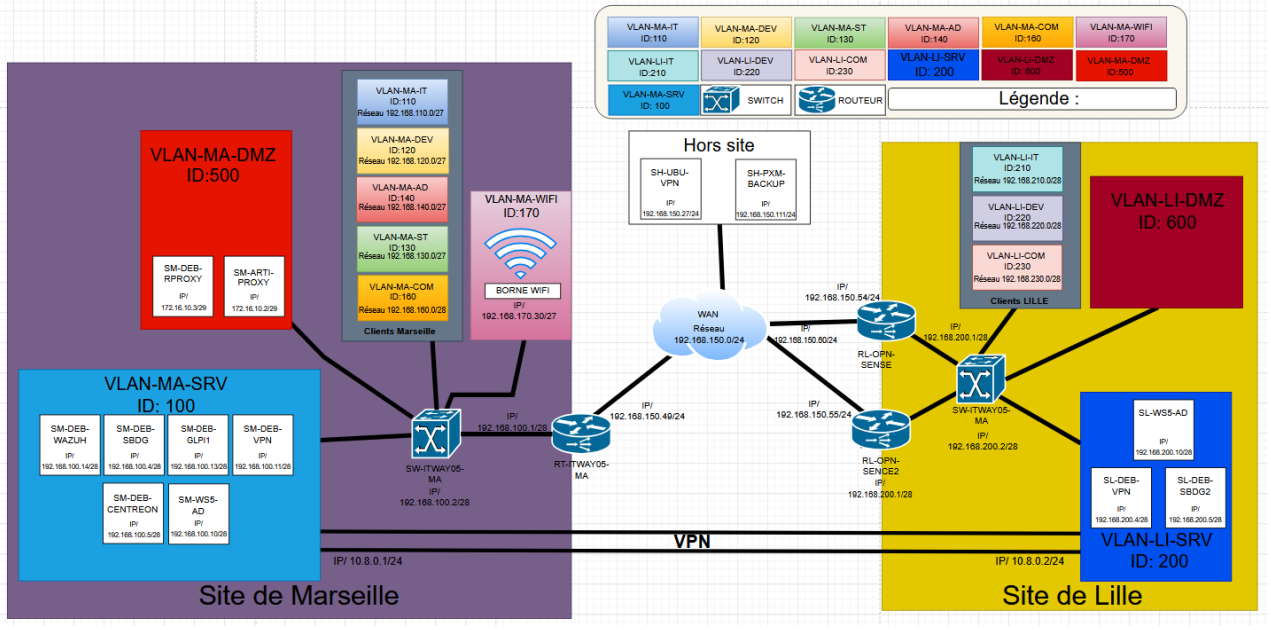 VLAN-MA-IT
ID:110
VLAN-MA-DEV
ID:120
VLAN-MA-ST
ID:130
VLAN-MA-AD
ID:140
VLAN-MA-COM
ID:160
VLAN-MA-WIFI
ID:170
VLAN-LI-IT
ID:210
VLAN-LI-DEV
ID:220
VLAN-LI-COM
ID:230
VLAN-LI-SRV
ID: 200
VLAN-LI-DMZ
ID: 600
VLAN-MA-DMZ
ID:500
VLAN-MA-SRV
ID: 100
SWITCH
ROUTEUR
Légende :
VLAN-MA-DMZ
ID:500
SM-DEB-
RPROXY
IP/
172.16.10.3/29
SM-ARTI-
PROXY
IP/
172.16.10.2/29
VLAN-MA-IT
ID:110
Réseau 192.168.110.0/27
VLAN-MA-DEV
ID:120
Réseau 192.168.120.0/27
VLAN-MA-AD
ID:140
Réseau 192.168.140.0/27
VLAN-MA-ST
ID:130
Réseau 192.168.130.0/27
VLAN-MA-COM
ID:160
Réseau 192.168.160.0/28
Clients Marseille
VLAN-MA-WIFI
ID:170
BORNE WIFI
IP/
192.168.170.30/27
VLAN-MA-SRV
ID: 100
SM-DEB-
WAZUH
IP/
192.168.100.14/28
SM-DEB-
SBDG
IP/
192.168.100.4/28
SM-DEB-
GLPI1
IP/
192.168.100.13/28
SM-DEB-
VPN
IP/
192.168.100.11/28
SM-DEB-
CENTREON
IP/
192.168.100.5/28
SM-WS5-
AD
IP/
192.168.100.10/28
SW-ITWAY05-
MA
IP/
192.168.100.2/28
IP/
192.168.100.1/28
RT-ITWAY05-
MA
IP/
192.168.150.49/24
Site de Marseille
Hors site
SH-UBU-
VPN
IP/
192.168.150.27/24
SH-PXM-
BACKUP
IP/
192.168.150.111/24
WAN
Réseau
192.168.150.0/24
IP/
192.168.150.54/24
IP/
192.168.150.60/24
RL-OPN-
SENSE
IP/
192.168.150.55/24
RL-OPN-
SENCE2
IP/
192.168.200.1/28
IP/
192.168.200.1/28
VLAN-LI-IT
ID:210
Réseau 192.168.210.0/28
VLAN-LI-DEV
ID:220
Réseau 192.168.220.0/28
VLAN-LI-COM
ID:230
Réseau 192.168.230.0/28
Clients LILLE
VLAN-LI-DMZ
ID: 600
SW-ITWAY05-
MA
IP/
192.168.200.2/28
SL-WS5-AD
IP/
192.168.200.10/28
SL-DEB-
VPN
IP/
192.168.200.4/28
SL-DEB-
SBDG2
IP/
192.168.200.5/28
VLAN-LI-SRV
ID: 200
VPN
IP/ 10.8.0.1/24
IP/ 10.8.0.2/24
Site de Lille